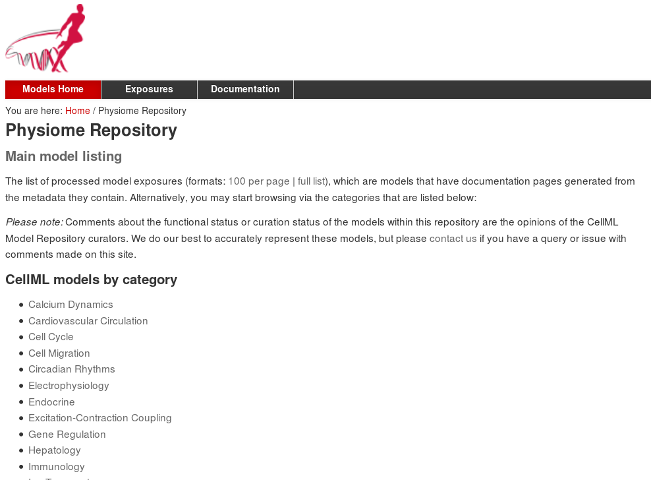 Models Home
Exposures
Documentation
You are here: Home / Physiome Repository
Physiome Repository
Main model listing
The list of processed model exposures (formats: 100 per page | full list), which are models that have documentation pages generated from
the metadata they contain. Alternatively, you may start browsing via the categories that are listed below:
Please note: Comments about the functional status or curation status of the models within this repository are the opinions of the CellML
Model Repository curators. We do our best to accurately represent these models, but please contact us if you have a query or issue with
comments made on this site.
CellML models by category
Calcium Dynamics
Cardiovascular Circulation
Cell Cycle
Cell Migration
Circadian Rhythms
Electrophysiology
Endocrine
Excitation-Contraction Coupling
Gene Regulation
Hepatology
Immunology